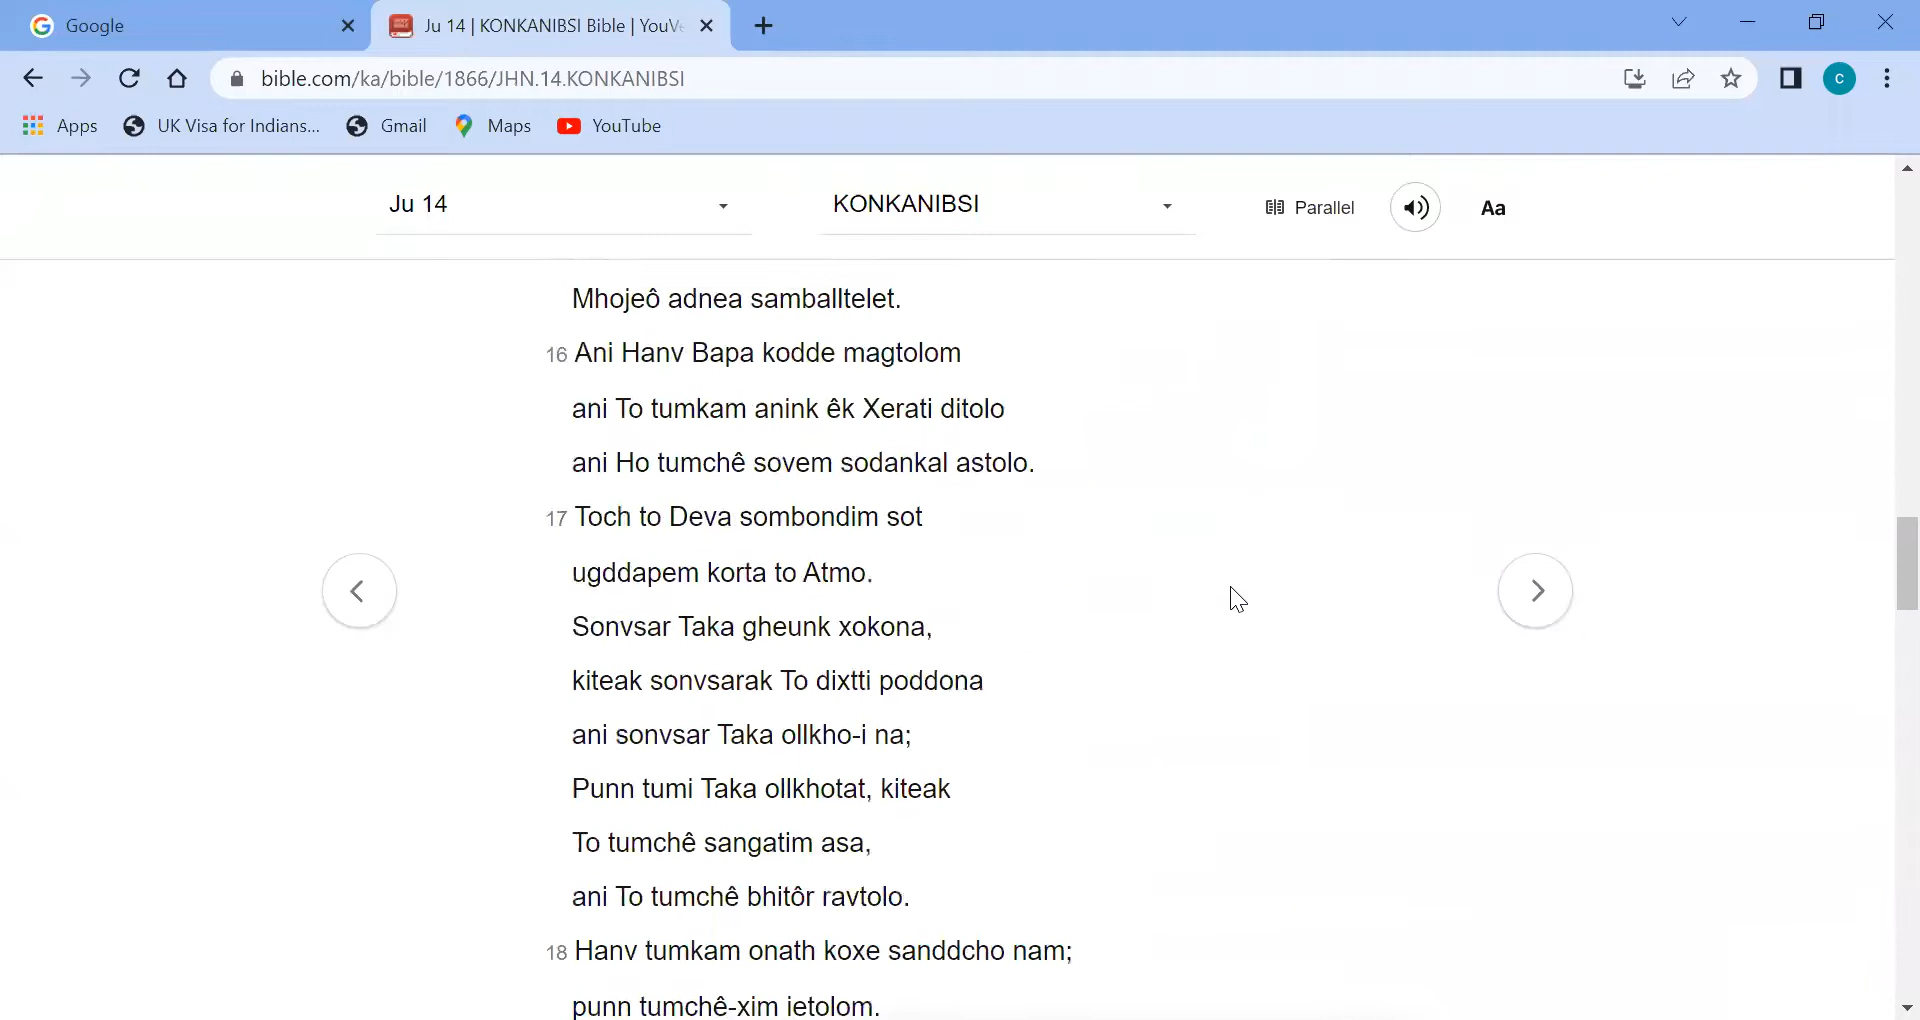 Google
Ju 14 | KONKANIBSI Bible | YouV
bible.com/ka/bible/1866/JHN.14.KONKANIBSI
c
Apps
UK Visa for Indians...
Gmail
Maps
YouTube
Ju 14
KONKANIBSI
Parallel
Aa
Mhojeô adnea samballtelet.
16 Ani Hanv Bapa kodde magtolom
ani To tumkam anink êk Xerati ditolo
ani Ho tumchê sovem sodankal astolo.
17 Toch to Deva sombondim sot
ugddapem korta to Atmo.
Sonvsar Taka gheunk xokona,
kiteak sonvsarak To dixtti poddona
ani sonvsar Taka ollkho-i na;
Punn tumi Taka ollkhotat, kiteak
To tumchê sangatim asa,
ani To tumchê bhitôr ravtolo.
18 Hanv tumkam onath koxe sanddcho nam;
punn tumchê-xim ietolom.